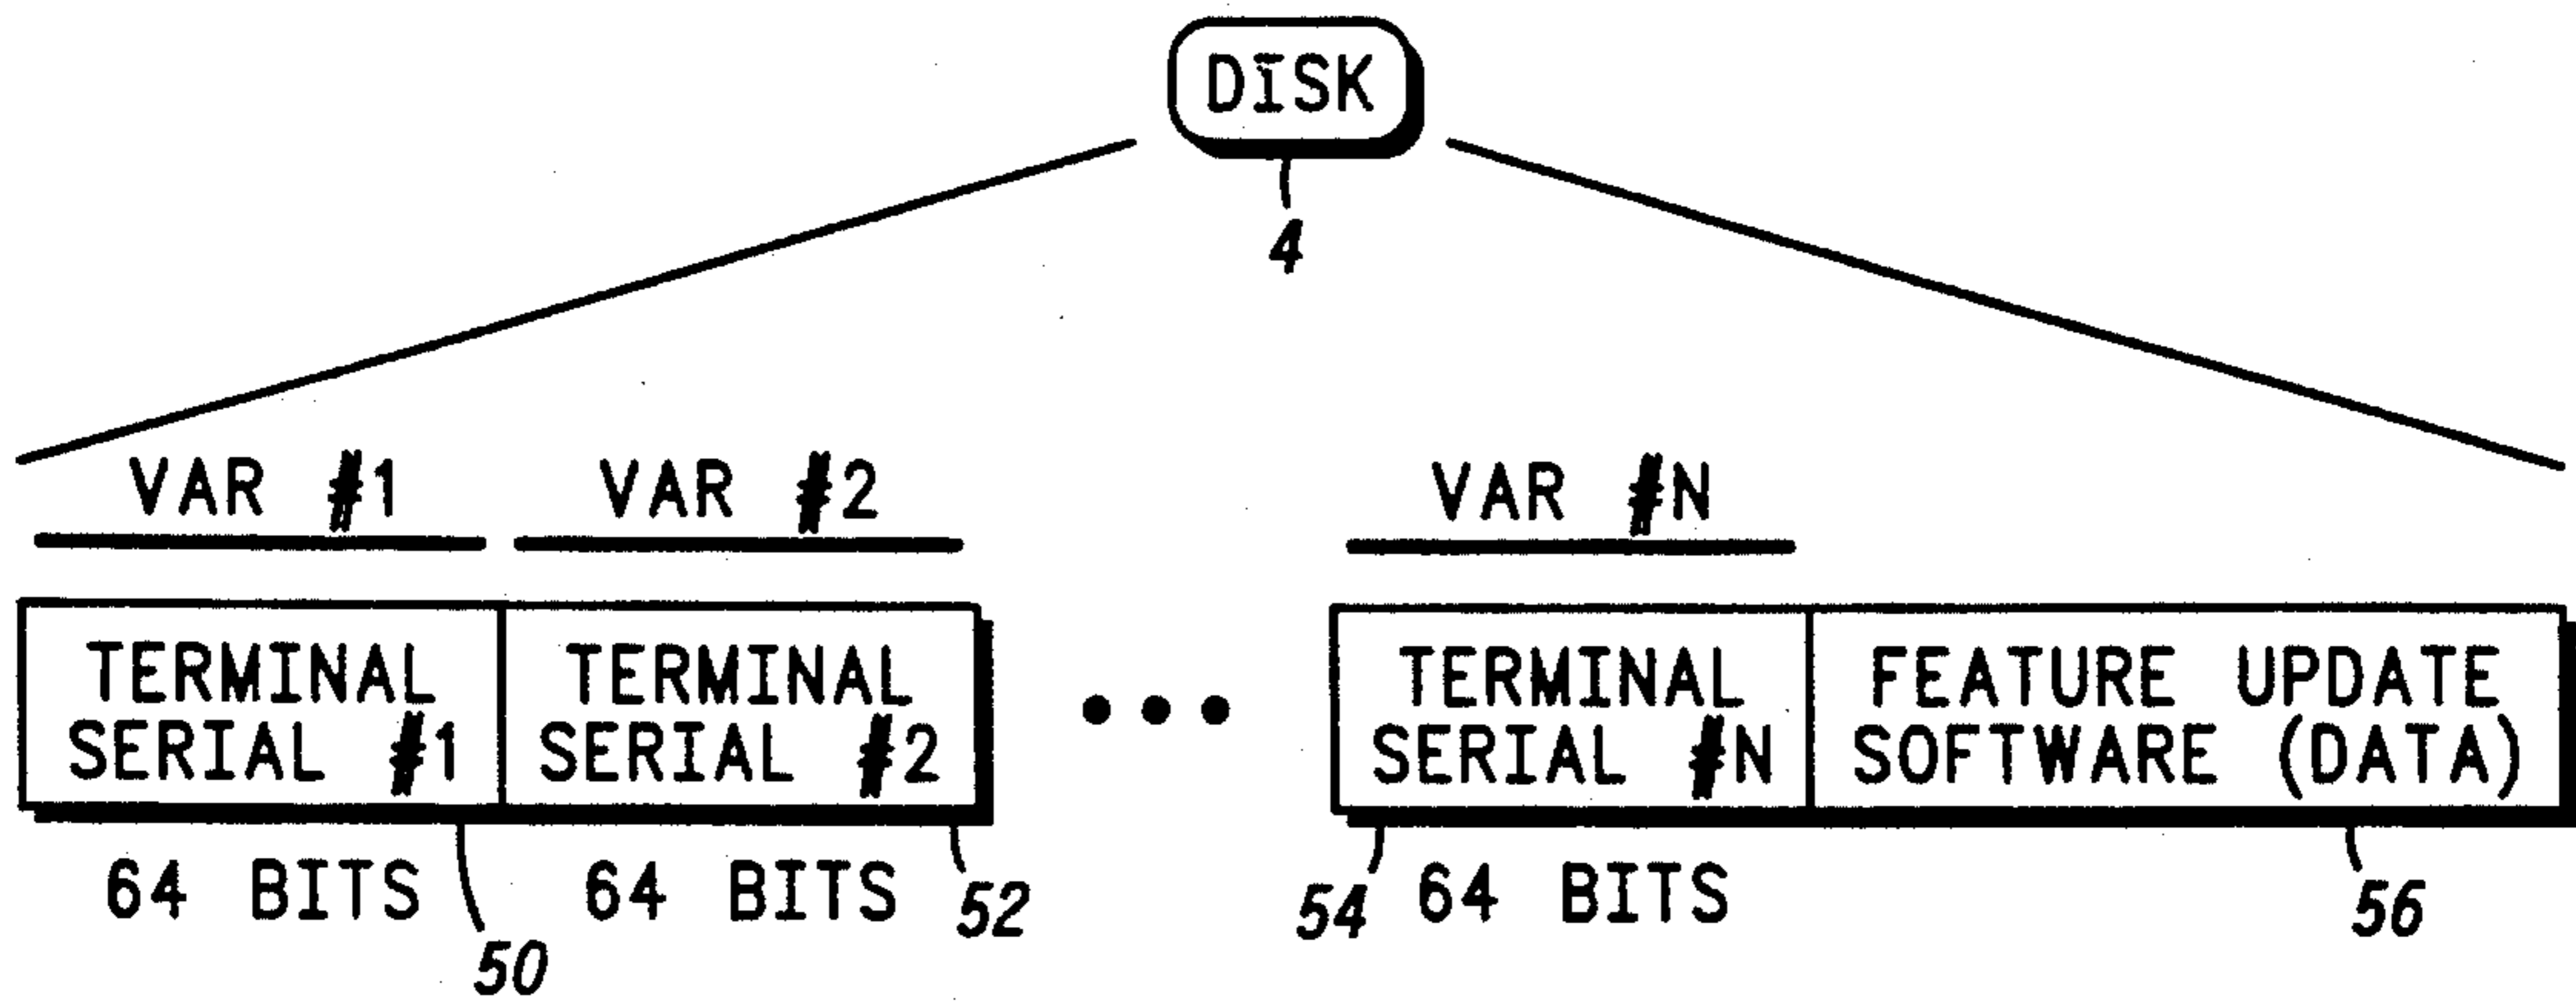 DISK
4
VAR #1 VAR #2 VAR #N
TERMINAL TERMINAL TERMINAL FEATURE UPDATE
SERIAL #1 SERIAL #2 • • • SERIAL #N SOFTWARE (DATA)
64 BITS 64 BITS 52 54 64 BITS 56
50